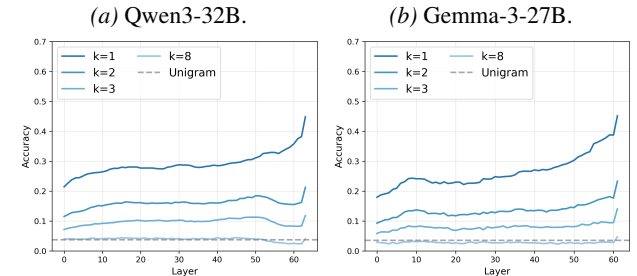 (a) Qwen3-32B.
0.7
0.6
0.5
0.4
0.3
0.2
0.1
0.0
Accuracy
k=1
k=2
k=3
k=8
Unigram
0 10 20 30 40 50 60
Layer
(b) Gemma-3-27B.
0.7
0.6
0.5
0.4
0.3
0.2
0.1
0.0
Accuracy
k=1
k=2
k=3
k=8
Unigram
0 10 20 30 40 50 60
Layer